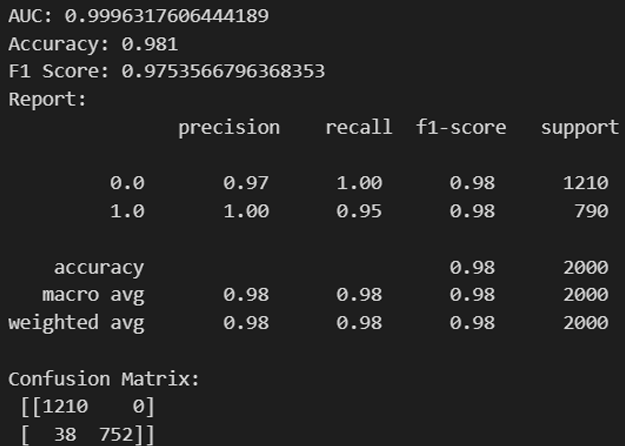 AUC: 0.9996317606444189
Accuracy: 0.981
F1 Score: 0.9753566796368353
Report:
precision recall f1-score support
0.0 0.97 1.00 0.98 1210
1.0 1.00 0.95 0.98 790
accuracy 0.98 2000
macro avg 0.98 0.98 0.98 2000
weighted avg 0.98 0.98 0.98 2000
Confusion Matrix:
[[1210 0]
[ 38 752]]